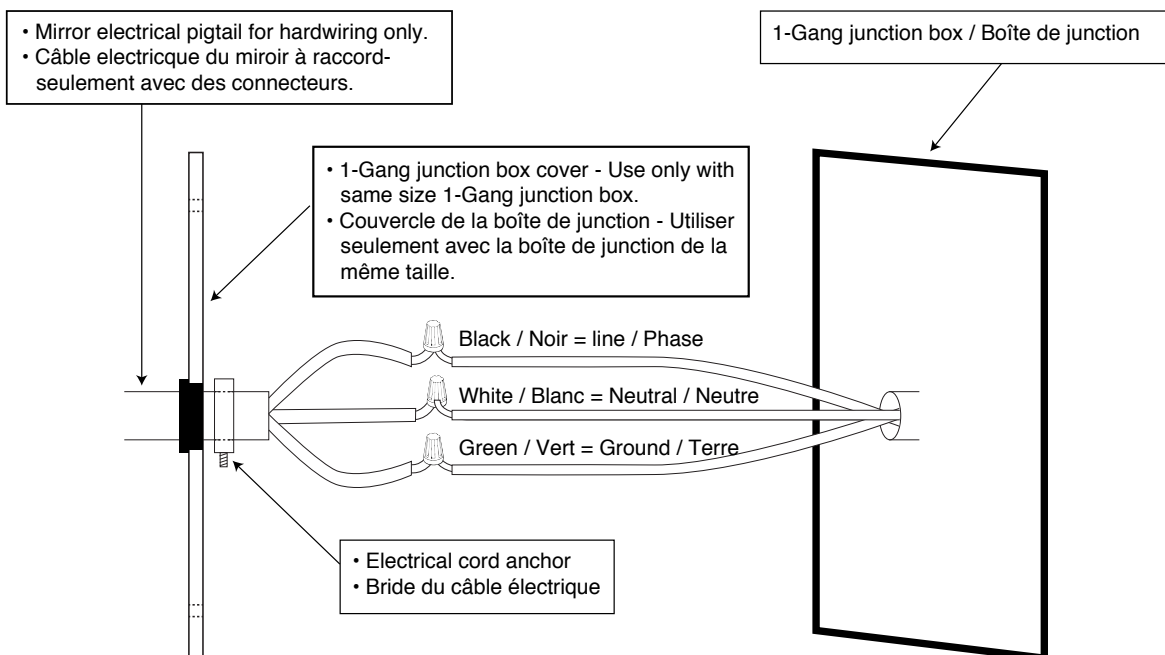 • Mirror electrical pigtail for hardwiring only.
• Câble electricque du miroir à raccord-
seulement avec des connecteurs.
1-Gang junction box / Boîte de junction
• 1-Gang junction box cover - Use only with
same size 1-Gang junction box.
• Couvercle de la boîte de junction - Utiliser
seulement avec la boîte de junction de la
même taille.
Black / Noir = line / Phase
White / Blanc = Neutral / Neutre
Green / Vert = Ground / Terre
• Electrical cord anchor
• Bride du câble électrique